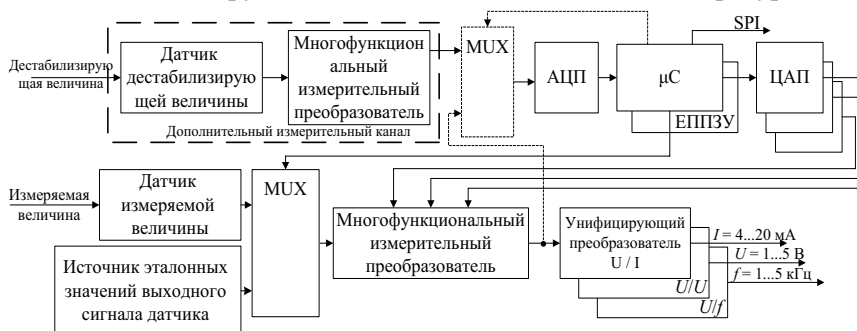 Дестабилизирую
щая величина
Датчик
дестабилизирую
щей величины
Многофункцион
альный
измерительный
преобразователь
Дополнительный измерительный канал
MUX
АЦП
μC
ЕППЗУ
SPI
ЦАП
Измеряемая
величина
Датчик
измеряемой
величины
Источник эталонных
значений выходного
сигнала датчика
MUX
Многофункциональный
измерительный
преобразователь
Унифицирующий
преобразователь
U / I
U/U
U/f
I = 4...20 мА
U = 1...5 В
f = 1...5 кГц